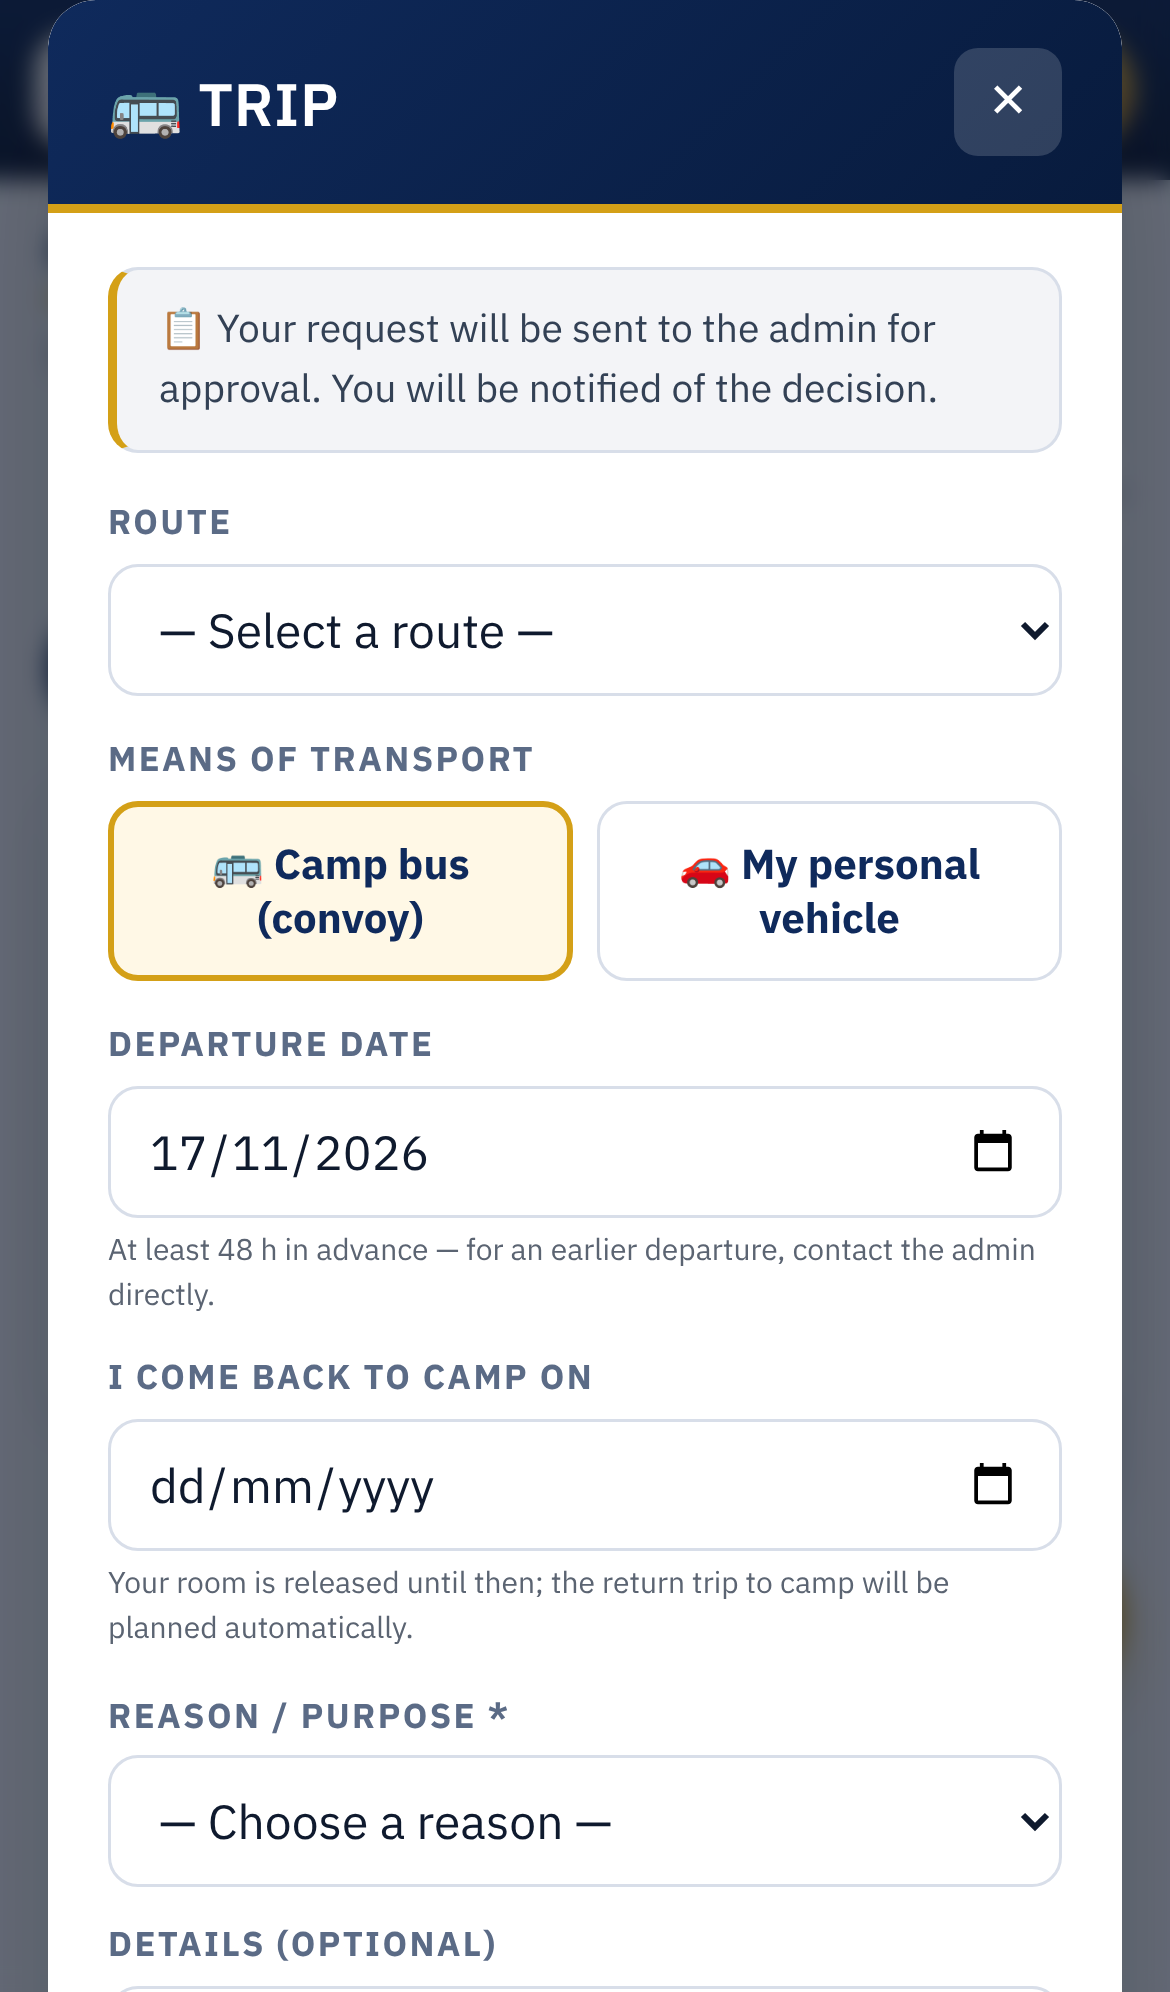 🚌 TRIP
✕
📋 Your request will be sent to the admin for
approval. You will be notified of the decision.
ROUTE
— Select a route —
MEANS OF TRANSPORT
🚌 Camp bus
(convoy)
🚗 My personal
vehicle
DEPARTURE DATE
17/11/2026
At least 48 h in advance — for an earlier departure, contact the admin
directly.
I COME BACK TO CAMP ON
dd/mm/yyyy
Your room is released until then; the return trip to camp will be
planned automatically.
REASON / PURPOSE *
— Choose a reason —
DETAILS (OPTIONAL)